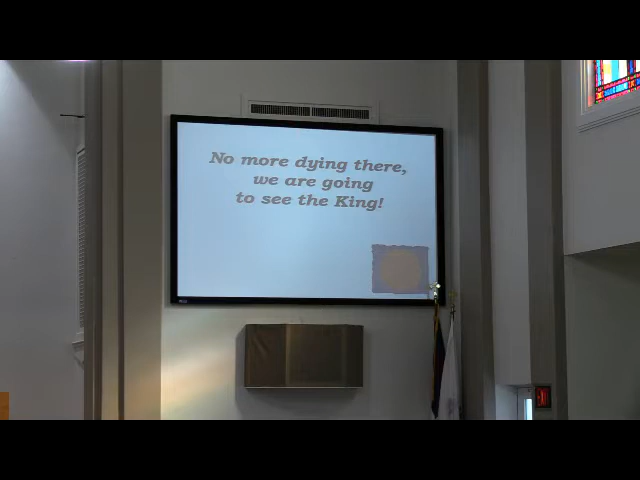 No more dying there,
we are going
to see the King!